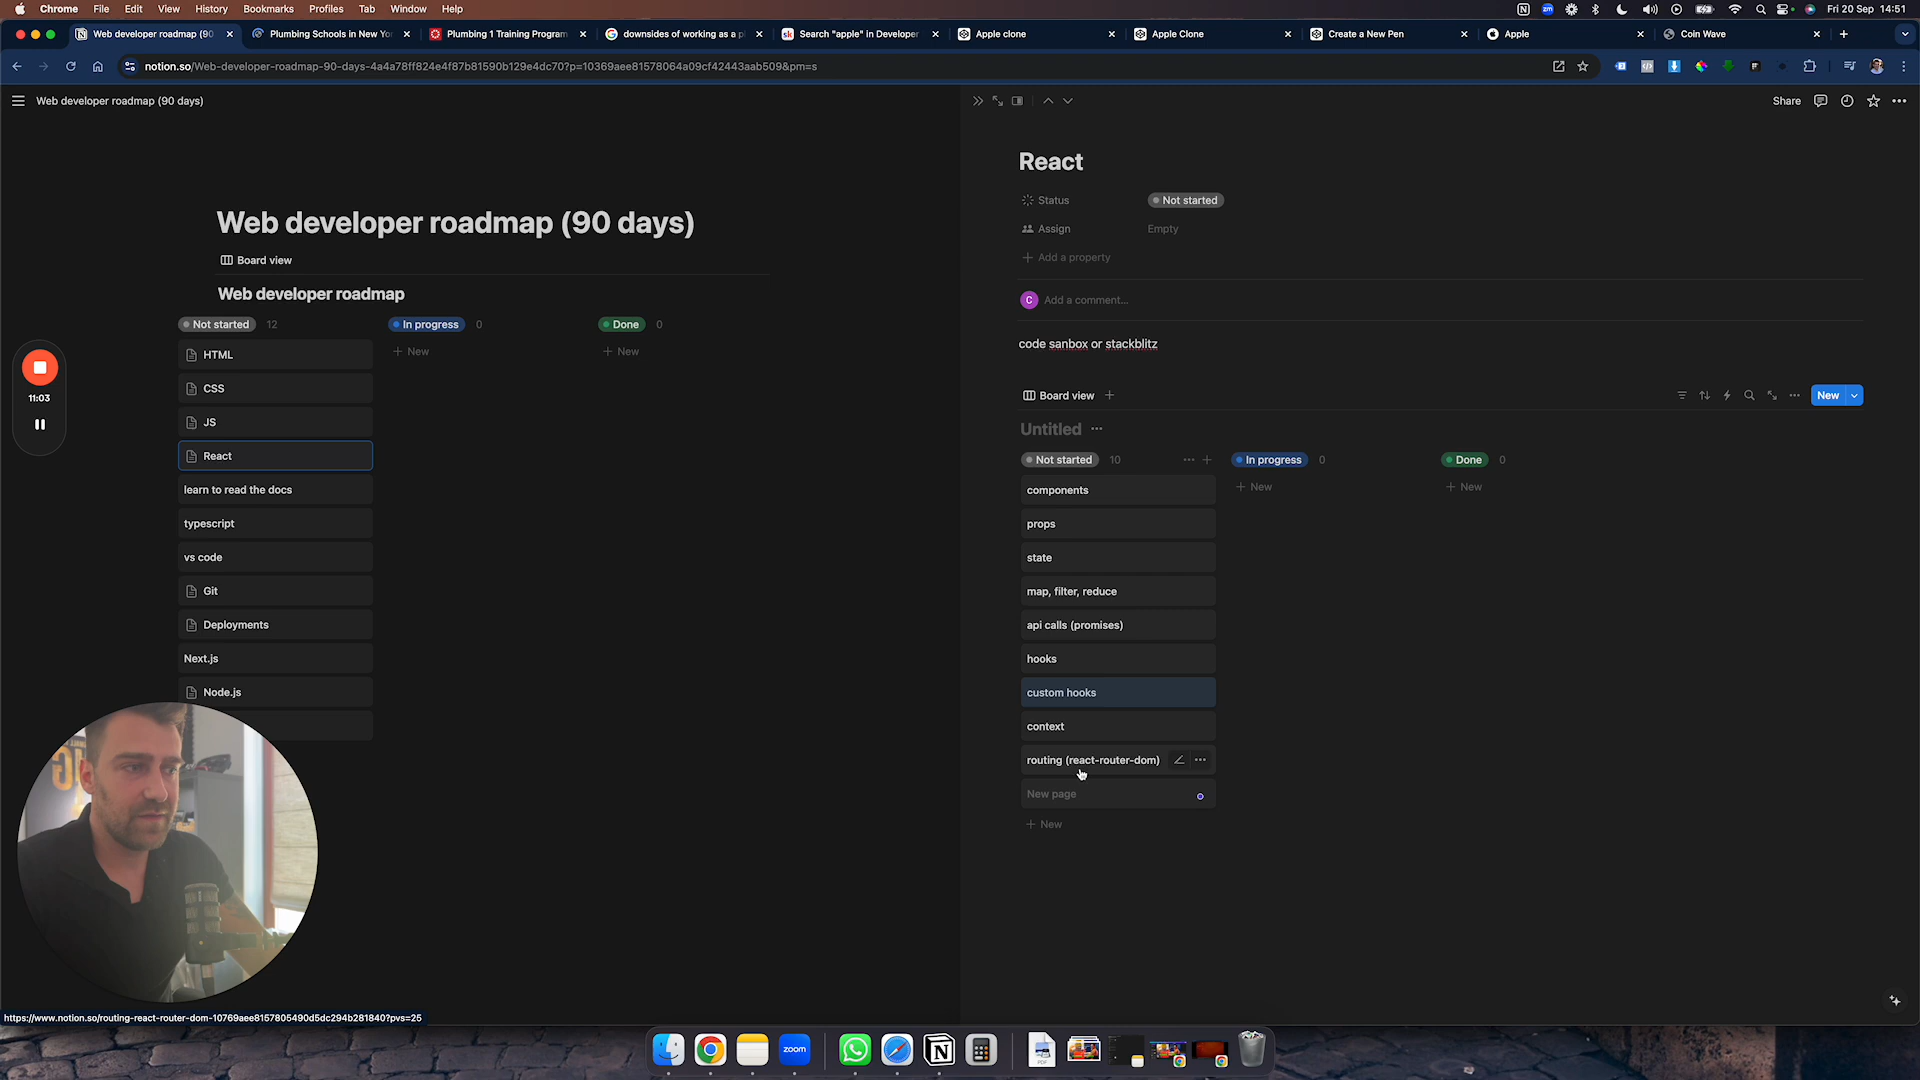 Chrome File Edit View History Bookmarks Profiles Tab Window Help
Fri 20 Sep 14:51
Web developer roadmap (90
Plumbing Schools in New Yor
Plumbing 1 Training Program
downsides of working as a pl
Search "apple" in Developer
Apple clone
Apple Clone
Create a New Pen
Apple
Coin Wave
notion.so/Web-developer-roadmap-90-days-4a4a78ff824e4f87b81590b129e4dc70?p=10369aee81578064a09cf42443aab509&pm=s
Web developer roadmap (90 days)
Share
Web developer roadmap (90 days)
Board view
Web developer roadmap
Not started 12
In progress 0
Done 0
HTML
New
New
CSS
JS
React
learn to read the docs
typescript
vs code
Git
Deployments
Next.js
Node.js
11:03
React
Status Not started
Assign Empty
Add a property
C Add a comment...
code sanbox or stackblitz
Board view
New
Untitled
Not started 10
In progress 0
Done 0
components
New
New
props
state
map, filter, reduce
api calls (promises)
hooks
custom hooks
context
routing (react-router-dom)
New page
New
https://www.notion.so/routing-react-router-dom-10769aee8157805490d5dc294b281840?pvs=25
zoom
PDF